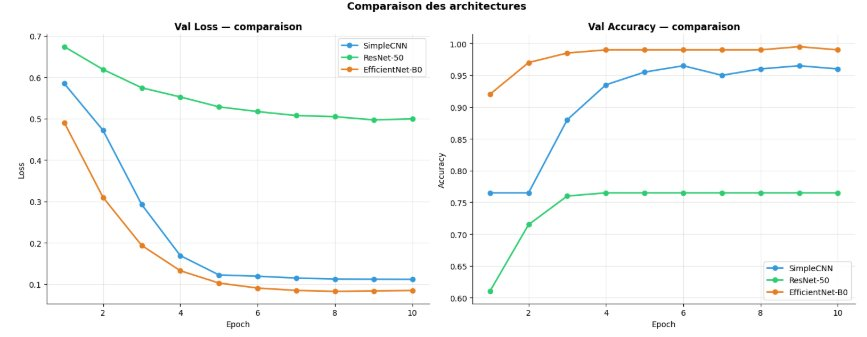 Comparaison des architectures
Val Loss — comparaison
0.7
0.6
0.5
0.4
0.3
0.2
0.1
Loss
2
4
6
8
10
Epoch
SimpleCNN
ResNet-50
EfficientNet-B0
Val Accuracy — comparaison
1.00
0.95
0.90
0.85
0.80
0.75
0.70
0.65
0.60
Accuracy
2
4
6
8
10
Epoch
SimpleCNN
ResNet-50
EfficientNet-B0